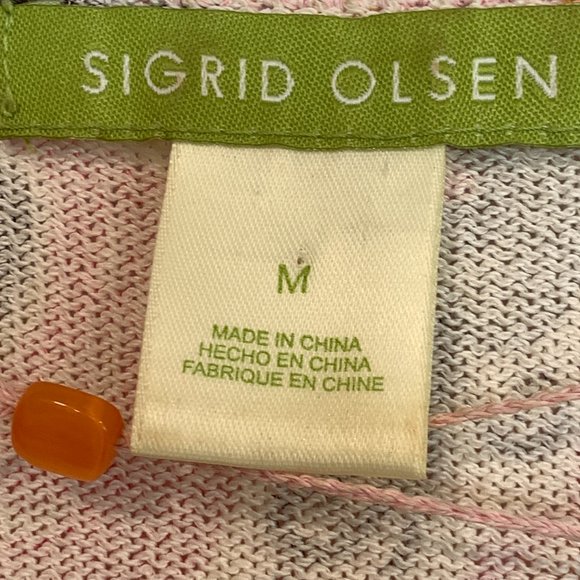 SIGRID OLSEN
M
MADE IN CHINA
HECHO EN CHINA
FABRIQUE EN CHINE